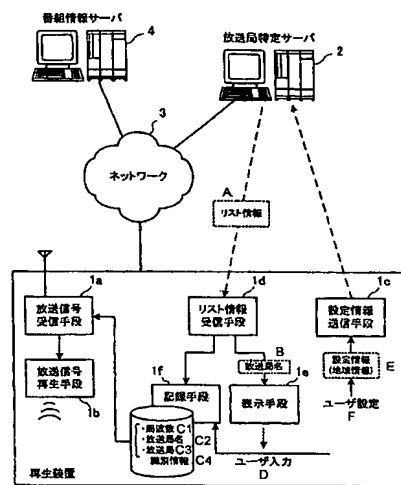 番組情報サーバ
4
放送局特定サーバ
2
3
ネットワーク
A
リスト情報
1a
放送信号
受信手段
1d
リスト情報
受信手段
1c
設定情報
送信手段
B
放送局名
設定情報
(地域情報)
E
放送信号
再生手段
1b
1f
記録手段
1e
表示手段
ユーザ設定
F
・周波数 C1
・放送局名 C2
・放送局 C3
識別情報 C4
ユーザ入力
D
再生装置